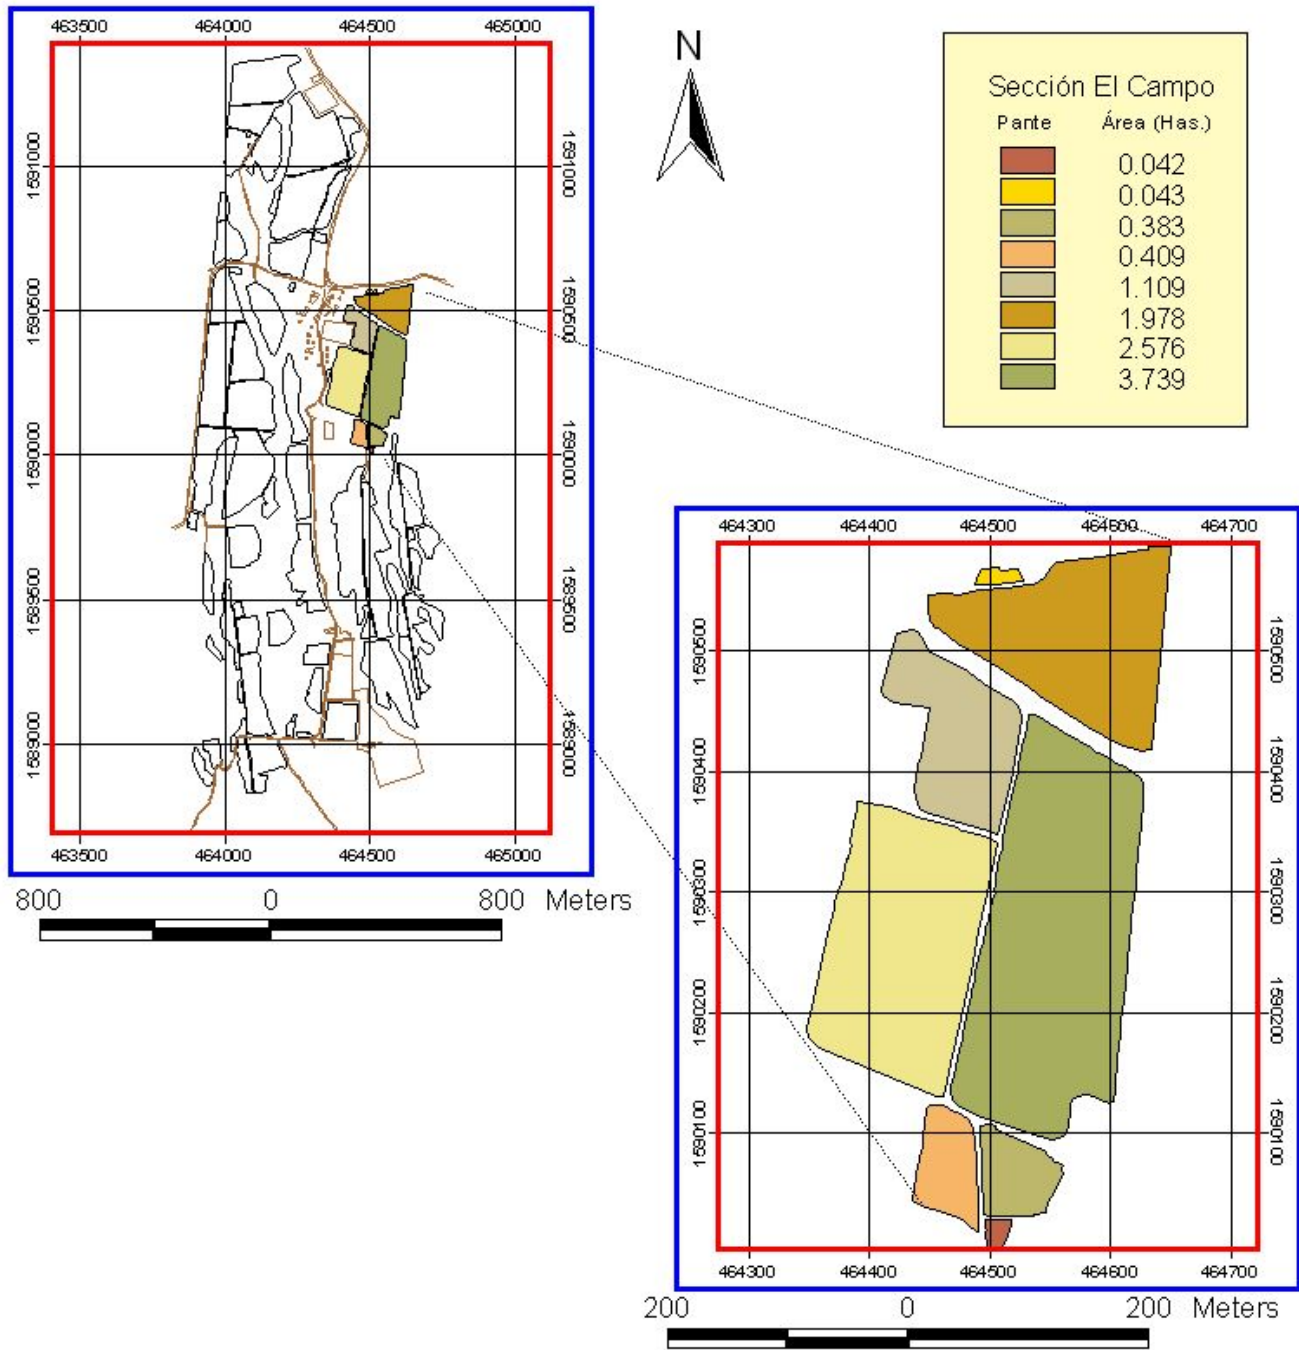 463500 464000 464500 465000
1591000 1591000
1590500 1590500
1590000 1590000
1589500 1589500
1589000 1589000
463500 464000 464500 465000
800 0 800 Meters
N
Sección El Campo
Pante Área (Has.)
0.042
0.043
0.383
0.409
1.109
1.978
2.576
3.739
464300 464400 464500 464600 464700
1590500 1590500
1590400 1590400
1590300 1590300
1590200 1590200
1590100 1590100
464300 464400 464500 464600 464700
200 0 200 Meters